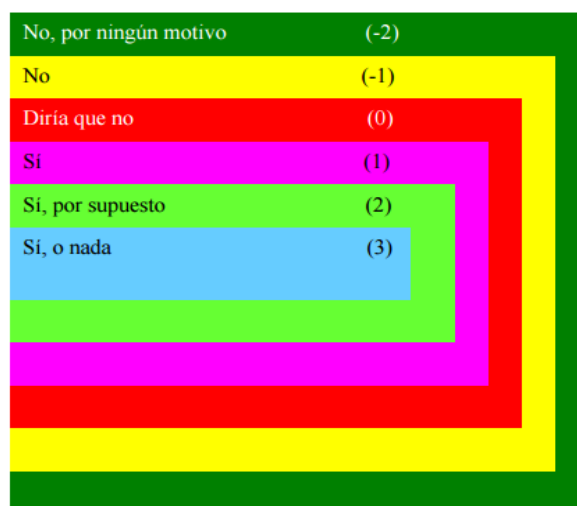 No, por ningún motivo (-2)
No (-1)
Diría que no (0)
Sí (1)
Sí, por supuesto (2)
Sí, o nada (3)